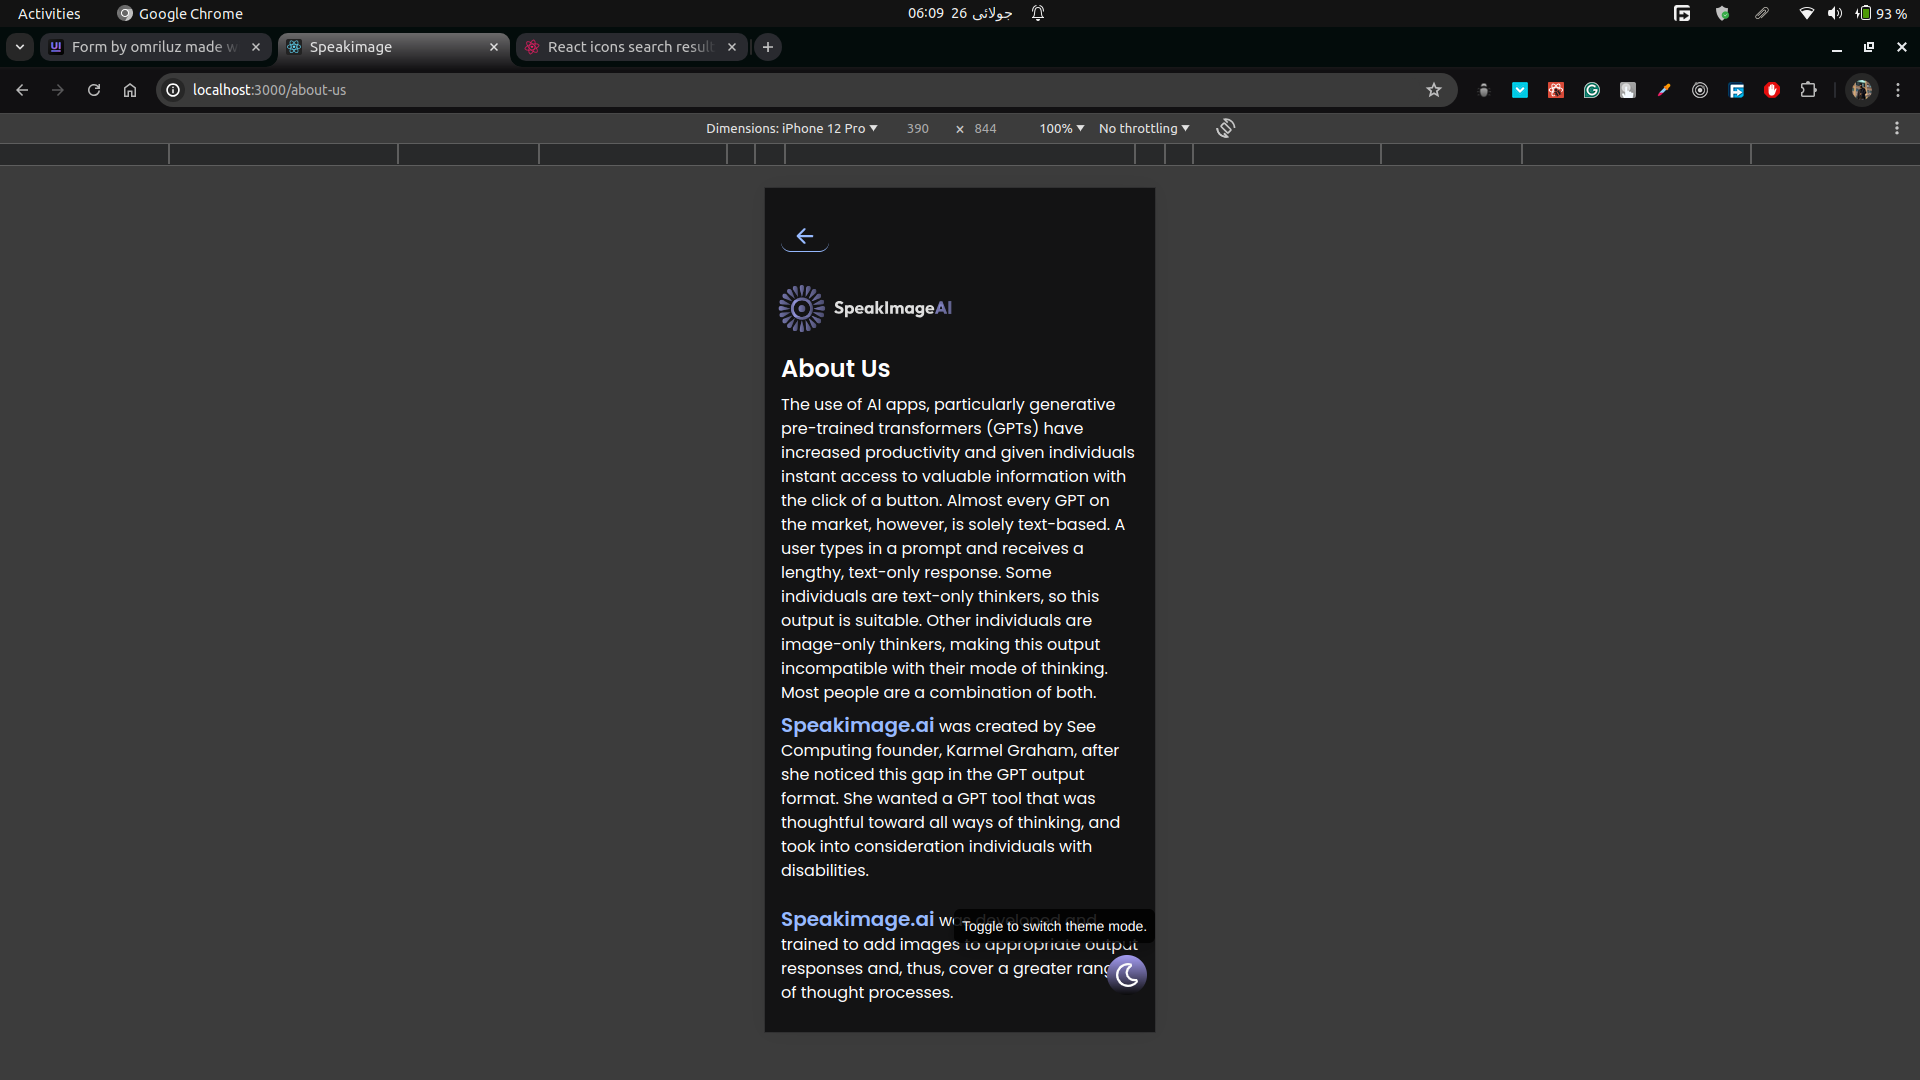 Activities
Google Chrome
06:09 26 جولائی
93 %
Form by omriluz made w
Speakimage
React icons search result
localhost:3000/about-us
Dimensions: iPhone 12 Pro
390 × 844
100%
No throttling
SpeakImageAI
About Us
The use of AI apps, particularly generative
pre-trained transformers (GPTs) have
increased productivity and given individuals
instant access to valuable information with
the click of a button. Almost every GPT on
the market, however, is solely text-based. A
user types in a prompt and receives a
lengthy, text-only response. Some
individuals are text-only thinkers, so this
output is suitable. Other individuals are
image-only thinkers, making this output
incompatible with their mode of thinking.
Most people are a combination of both.
Speakimage.ai was created by See
Computing founder, Karmel Graham, after
she noticed this gap in the GPT output
format. She wanted a GPT tool that was
thoughtful toward all ways of thinking, and
took into consideration individuals with
disabilities.
Speakimage.ai was developed and
Toggle to switch theme mode.
trained to add images to appropriate output
responses and, thus, cover a greater rang
of thought processes.